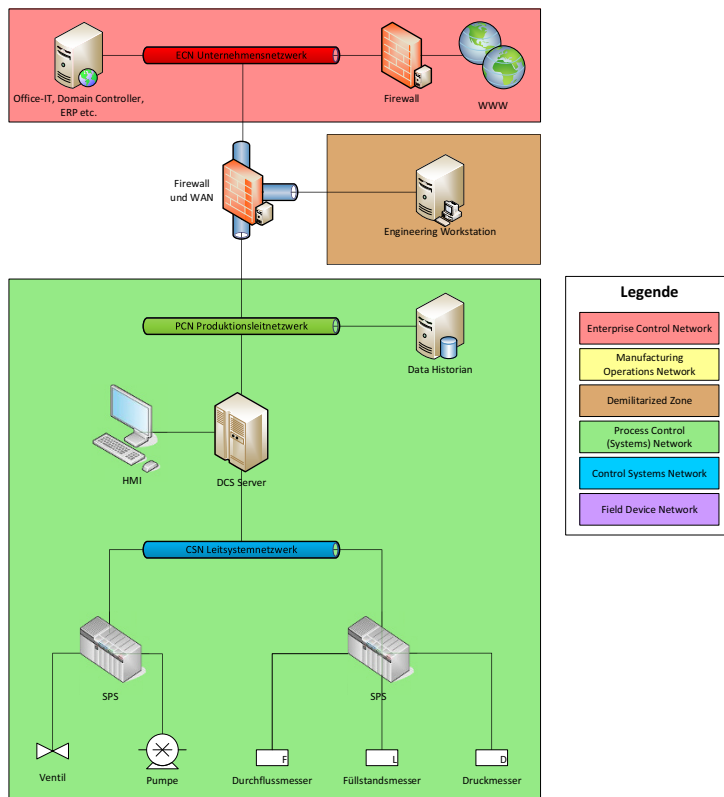 ECN Unternehmensnetzwerk
Office-IT, Domain Controller,
ERP etc.
Firewall
WWW
Firewall
und WAN
Engineering Workstation
PCN Produktionsleitnetzwerk
Data Historian
HMI
DCS Server
CSN Leitsystemnetzwerk
SPS
SPS
F
L
D
Ventil
Pumpe
Durchflussmesser
Füllstandsmesser
Druckmesser
Legende
Enterprise Control Network
Manufacturing
Operations Network
Demilitarized Zone
Process Control
(Systems) Network
Control Systems Network
Field Device Network